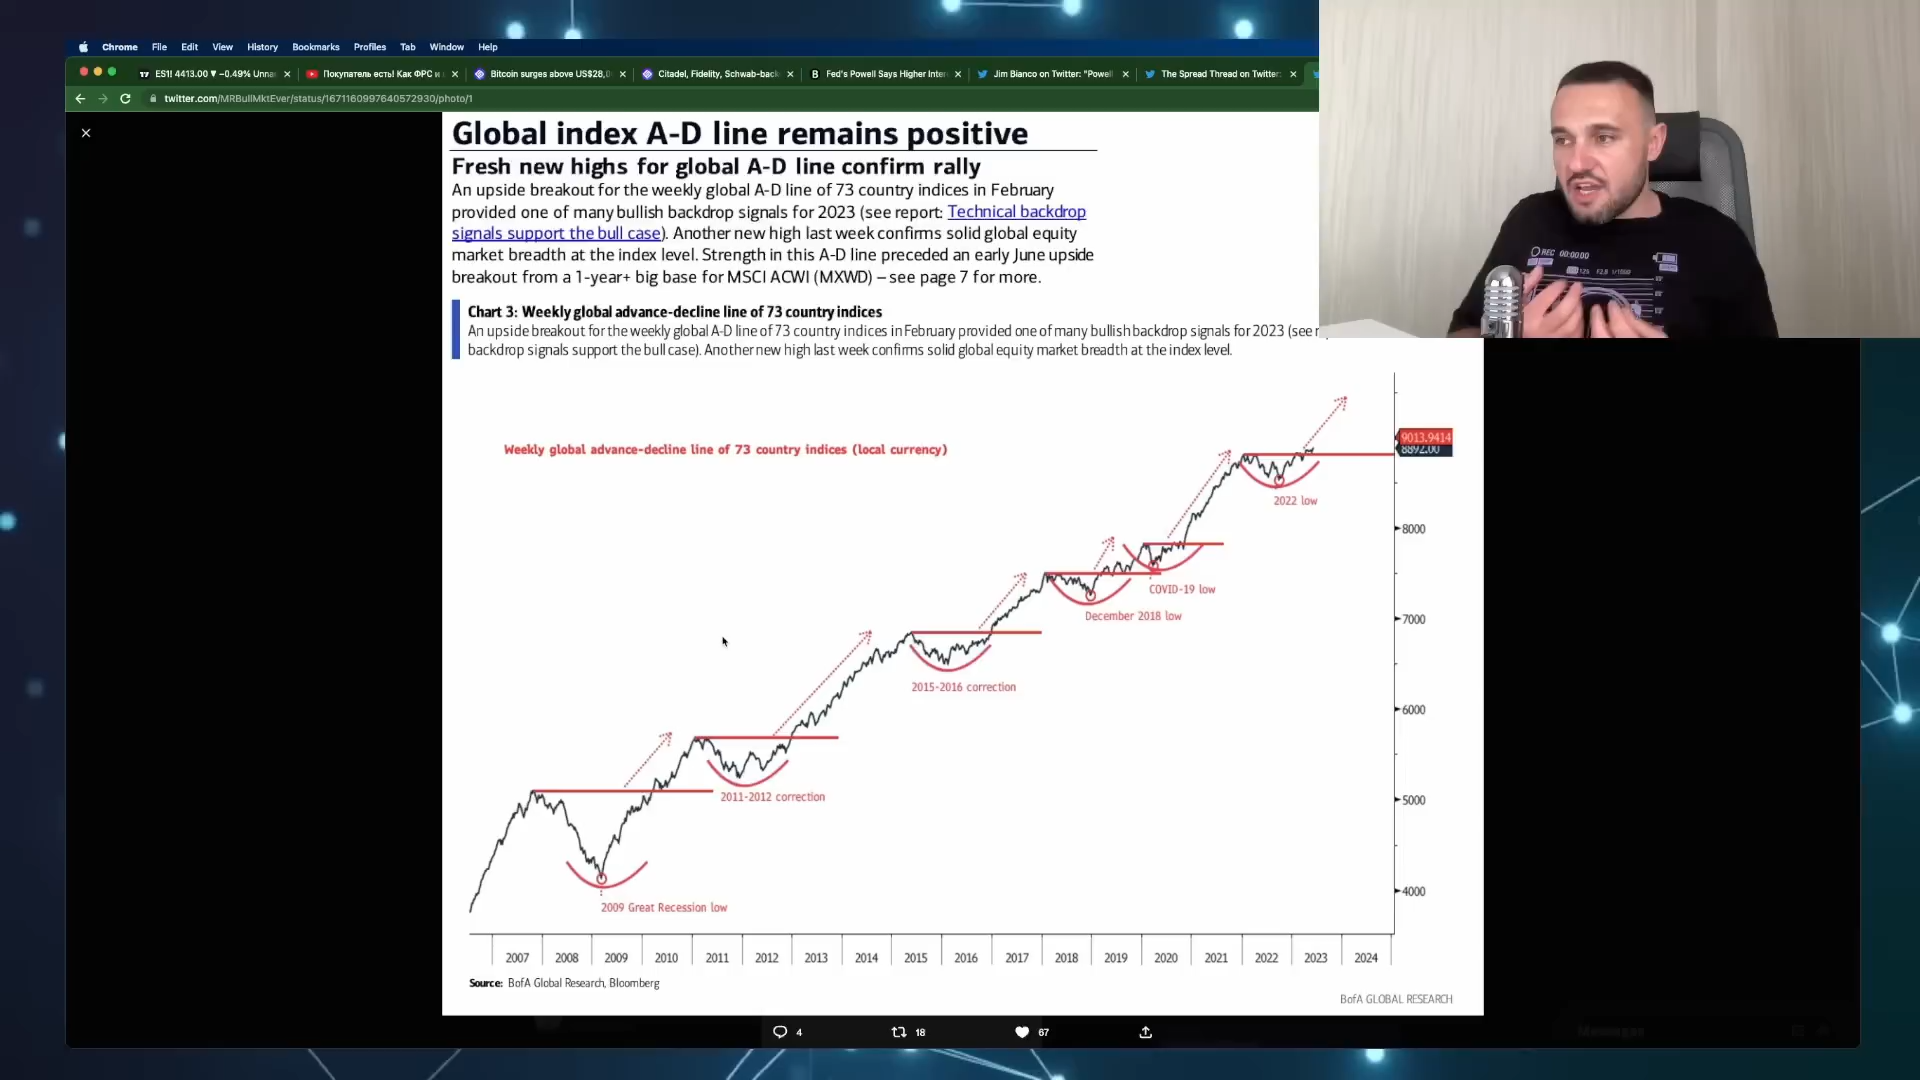 Chrome File Edit View History Bookmarks Profiles Tab Window Help
ES1! 4413.00 ▼ −0.49% Unna
Покупатель есть! Как ФРС и
Bitcoin surges above US$28,0
Citadel, Fidelity, Schwab-back
Fed's Powell Says Higher Inter
Jim Bianco on Twitter: "Powell
The Spread Thread on Twitter:
twitter.com/MRBullMktEver/status/1671160997640572930/photo/1
Global index A-D line remains positive
Fresh new highs for global A-D line confirm rally
An upside breakout for the weekly global A-D line of 73 country indices in February
provided one of many bullish backdrop signals for 2023 (see report: Technical backdrop
signals support the bull case). Another new high last week confirms solid global equity
market breadth at the index level. Strength in this A-D line preceded an early June upside
breakout from a 1-year+ big base for MSCI ACWI (MXWD) – see page 7 for more.
Chart 3: Weekly global advance-decline line of 73 country indices
An upside breakout for the weekly global A-D line of 73 country indices in February provided one of many bullish backdrop signals for 2023 (see
backdrop signals support the bull case). Another new high last week confirms solid global equity market breadth at the index level.
REC 00:00:00
Weekly global advance-decline line of 73 country indices (local currency)
9013.9414
8892.00
2022 low
8000
COVID-19 low
December 2018 low
7000
2015-2016 correction
6000
2011-2012 correction
5000
4000
2009 Great Recession low
2007 2008 2009 2010 2011 2012 2013 2014 2015 2016 2017 2018 2019 2020 2021 2022 2023 2024
Source: BofA Global Research, Bloomberg
BofA GLOBAL RESEARCH
4 18 67